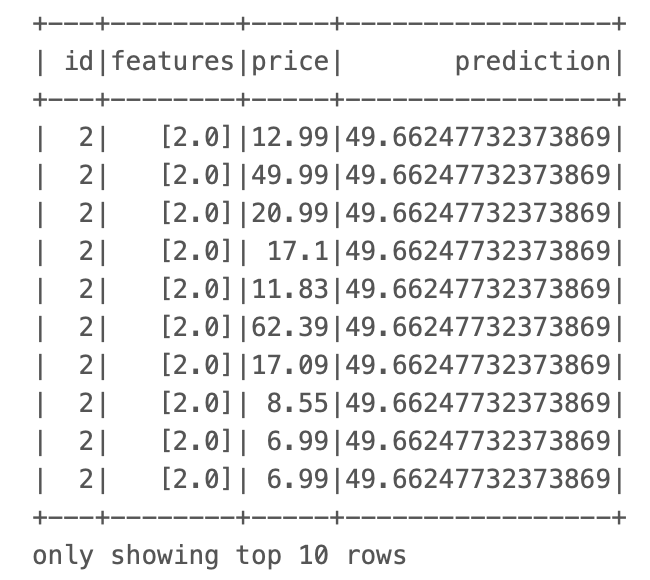 +---+--------+-----+-----------------+
| id|features|price|       prediction|
+---+--------+-----+-----------------+
|  2|   [2.0]|12.99|49.66247732373869|
|  2|   [2.0]|49.99|49.66247732373869|
|  2|   [2.0]|20.99|49.66247732373869|
|  2|   [2.0]| 17.1|49.66247732373869|
|  2|   [2.0]|11.83|49.66247732373869|
|  2|   [2.0]|62.39|49.66247732373869|
|  2|   [2.0]|17.09|49.66247732373869|
|  2|   [2.0]| 8.55|49.66247732373869|
|  2|   [2.0]| 6.99|49.66247732373869|
|  2|   [2.0]| 6.99|49.66247732373869|
+---+--------+-----+-----------------+
only showing top 10 rows